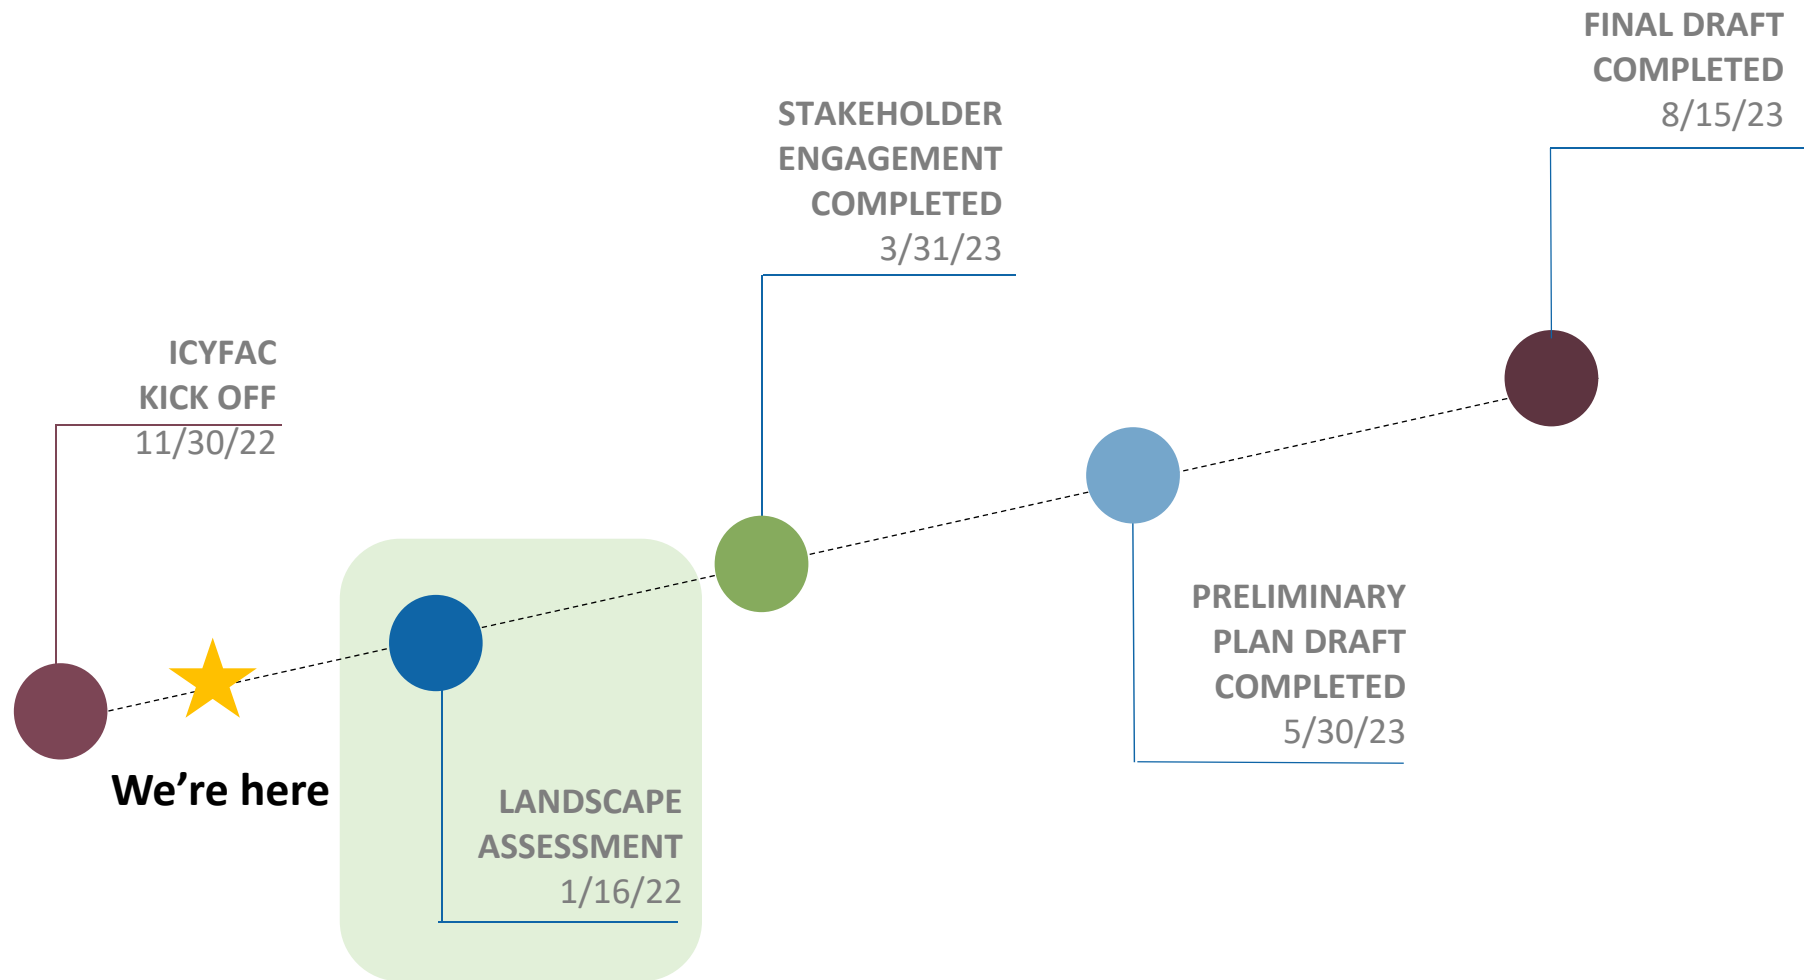 ICYFAC
KICK OFF
11/30/22
We’re here
LANDSCAPE
ASSESSMENT
1/16/22
STAKEHOLDER
ENGAGEMENT
COMPLETED
3/31/23
PRELIMINARY
PLAN DRAFT
COMPLETED
5/30/23
FINAL DRAFT
COMPLETED
8/15/23